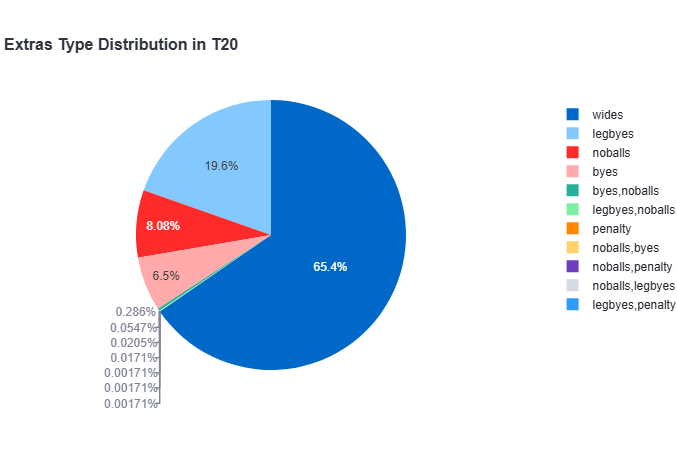 Extras Type Distribution in T20
19.6%
8.08%
6.5%
65.4%
0.286%
0.0547%
0.0205%
0.0171%
0.00171%
0.00171%
0.00171%
wides
legbyes
noballs
byes
byes,noballs
legbyes,noballs
penalty
noballs,byes
noballs,penalty
noballs,legbyes
legbyes,penalty